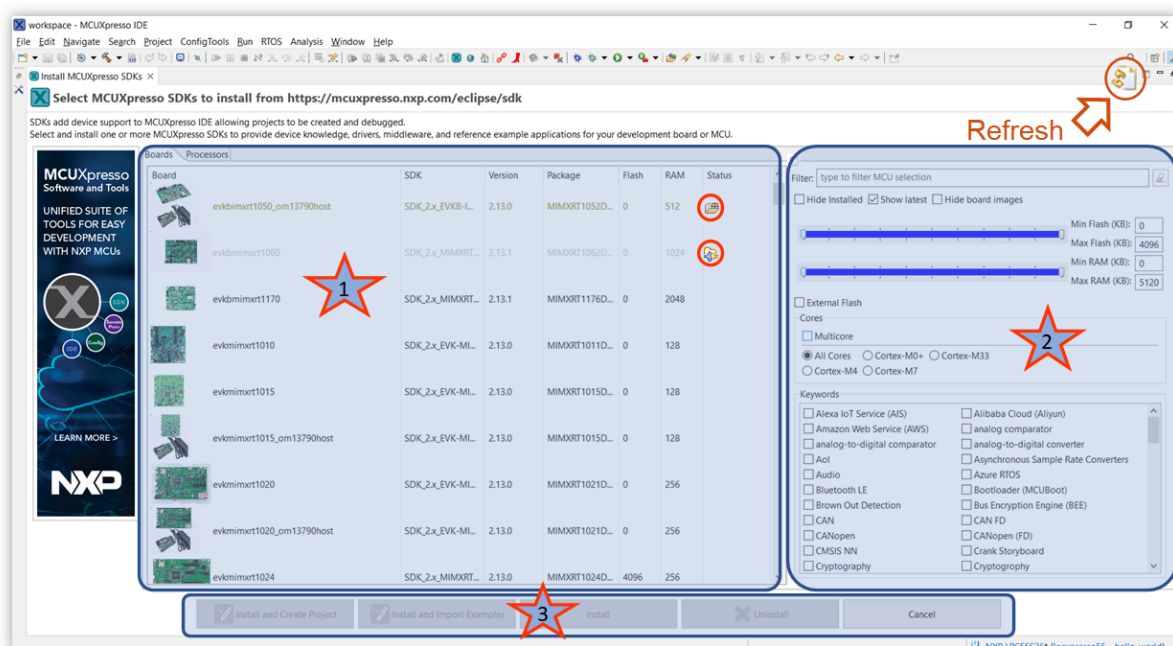 workspace - MCUXpresso IDE
File Edit Navigate Search Project ConfigTools Run RTOS Analysis Window Help
Install MCUXpresso SDKs
Select MCUXpresso SDKs to install from https://mcuxpresso.nxp.com/eclipse/sdk
SDKs add device support to MCUXpresso IDE allowing projects to be created and debugged.
Select and install one or more MCUXpresso SDKs to provide device knowledge, drivers, middleware, and reference example applications for your development board or MCU.
Refresh
MCUXpresso
Software and Tools
UNIFIED SUITE OF
TOOLS FOR EASY
DEVELOPMENT
WITH NXP MCUs
X
SDK
IDE
Config
LEARN MORE >
NXP
Boards Processors
Board SDK Version Package Flash RAM Status
evkbimxrt1050_om13790host SDK_2.x_EVKB-I... 2.13.0 MIMXRT1052D... 0 512
evkbmimxrt1060 SDK_2.x_MIMXRT... 2.13.1 MIMXRT1062D... 0 1024
evkbmimxrt1170 SDK_2.x_MIMXRT... 2.13.1 MIMXRT1176D... 0 2048
evkmimxrt1010 SDK_2.x_EVK-MI... 2.13.0 MIMXRT1011D... 0 128
evkmimxrt1015 SDK_2.x_EVK-MI... 2.13.0 MIMXRT1015D... 0 128
evkmimxrt1015_om13790host SDK_2.x_EVK-MI... 2.13.0 MIMXRT1015D... 0 128
evkmimxrt1020 SDK_2.x_EVK-MI... 2.13.0 MIMXRT1021D... 0 256
evkmimxrt1020_om13790host SDK_2.x_EVK-MI... 2.13.0 MIMXRT1021D... 0 256
evkmimxrt1024 SDK_2.x_MIMXRT... 2.13.0 MIMXRT1024D... 4096 256
1
Filter: type to filter MCU selection
Hide Installed Show latest Hide board images
Min Flash (KB): 0
Max Flash (KB): 4096
Min RAM (KB): 0
Max RAM (KB): 5120
External Flash
Cores
Multicore
All Cores Cortex-M0+ Cortex-M33
Cortex-M4 Cortex-M7
2
Keywords
Alexa IoT Service (AIS) Alibaba Cloud (Aliyun)
Amazon Web Service (AWS) analog comparator
analog-to-digital comparator analog-to-digital converter
AoI Asynchronous Sample Rate Converters
Audio Azure RTOS
Bluetooth LE Bootloader (MCUBoot)
Brown Out Detection Bus Encryption Engine (BEE)
CAN CAN FD
CANopen CANopen (FD)
CMSIS NN Crank Storyboard
Cryptography Cryptogrophy
Install and Create Project Install and Import Examples 3 Install Uninstall Cancel